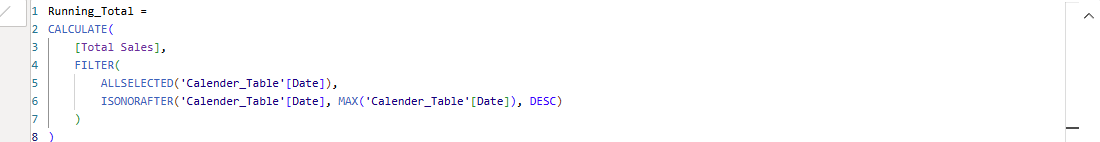 1 Running_Total =
2 CALCULATE(
3 [Total Sales],
4 FILTER(
5 ALLSELECTED('Calender_Table'[Date]),
6 ISONORAFTER('Calender_Table'[Date], MAX('Calender_Table'[Date]), DESC)
7 )
8 )